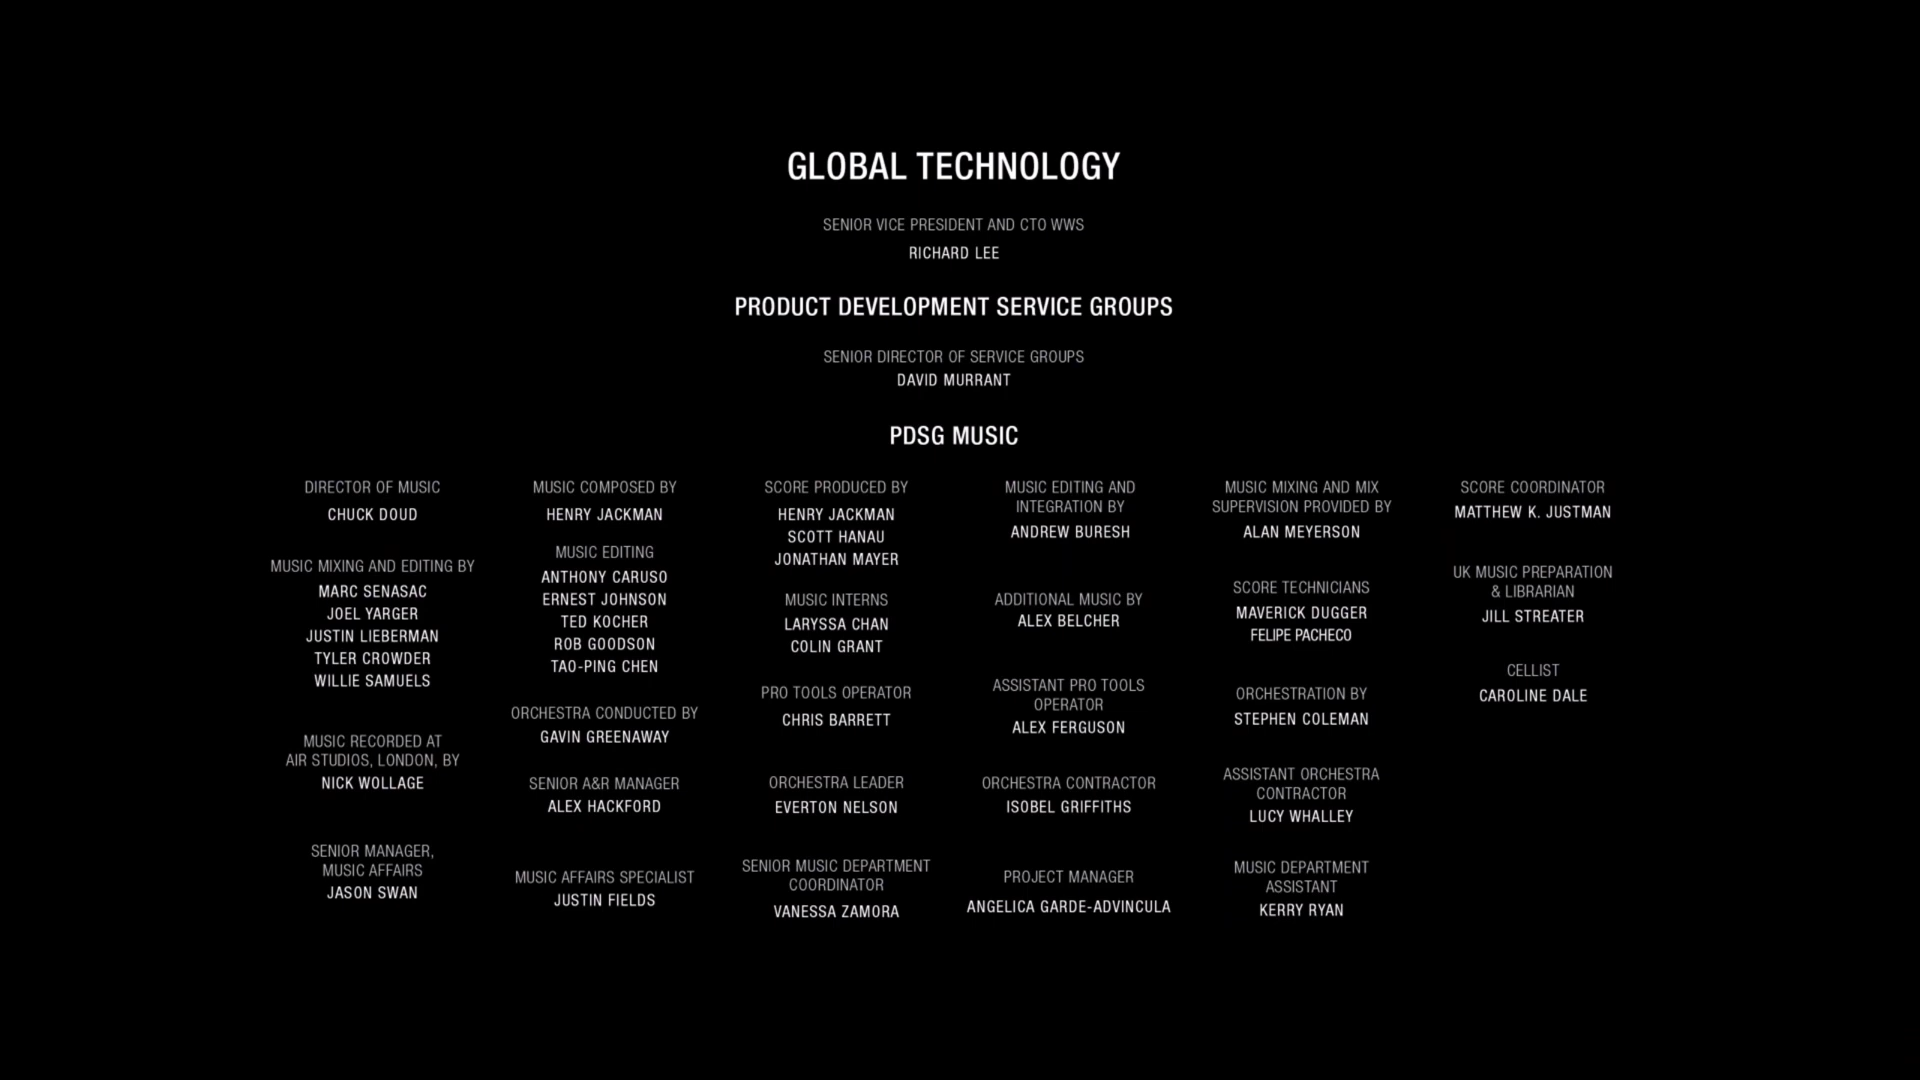 GLOBAL TECHNOLOGY
SENIOR VICE PRESIDENT AND CTO WWS
RICHARD LEE
PRODUCT DEVELOPMENT SERVICE GROUPS
SENIOR DIRECTOR OF SERVICE GROUPS
DAVID MURRANT
PDSG MUSIC
DIRECTOR OF MUSIC
CHUCK DOUD
MUSIC MIXING AND EDITING BY
MARC SENASAC
JOEL YARGER
JUSTIN LIEBERMAN
TYLER CROWDER
WILLIE SAMUELS
MUSIC RECORDED AT
AIR STUDIOS, LONDON, BY
NICK WOLLAGE
SENIOR MANAGER,
MUSIC AFFAIRS
JASON SWAN
MUSIC COMPOSED BY
HENRY JACKMAN
MUSIC EDITING
ANTHONY CARUSO
ERNEST JOHNSON
TED KOCHER
ROB GOODSON
TAO-PING CHEN
ORCHESTRA CONDUCTED BY
GAVIN GREENAWAY
SENIOR A&R MANAGER
ALEX HACKFORD
MUSIC AFFAIRS SPECIALIST
JUSTIN FIELDS
SCORE PRODUCED BY
HENRY JACKMAN
SCOTT HANAU
JONATHAN MAYER
MUSIC INTERNS
LARYSSA CHAN
COLIN GRANT
PRO TOOLS OPERATOR
CHRIS BARRETT
ORCHESTRA LEADER
EVERTON NELSON
SENIOR MUSIC DEPARTMENT
COORDINATOR
VANESSA ZAMORA
MUSIC EDITING AND
INTEGRATION BY
ANDREW BURESH
ADDITIONAL MUSIC BY
ALEX BELCHER
ASSISTANT PRO TOOLS
OPERATOR
ALEX FERGUSON
ORCHESTRA CONTRACTOR
ISOBEL GRIFFITHS
PROJECT MANAGER
ANGELICA GARDE-ADVINCULA
MUSIC MIXING AND MIX
SUPERVISION PROVIDED BY
ALAN MEYERSON
SCORE TECHNICIANS
MAVERICK DUGGER
FELIPE PACHECO
ORCHESTRATION BY
STEPHEN COLEMAN
ASSISTANT ORCHESTRA
CONTRACTOR
LUCY WHALLEY
MUSIC DEPARTMENT
ASSISTANT
KERRY RYAN
SCORE COORDINATOR
MATTHEW K. JUSTMAN
UK MUSIC PREPARATION
& LIBRARIAN
JILL STREATER
CELLIST
CAROLINE DALE